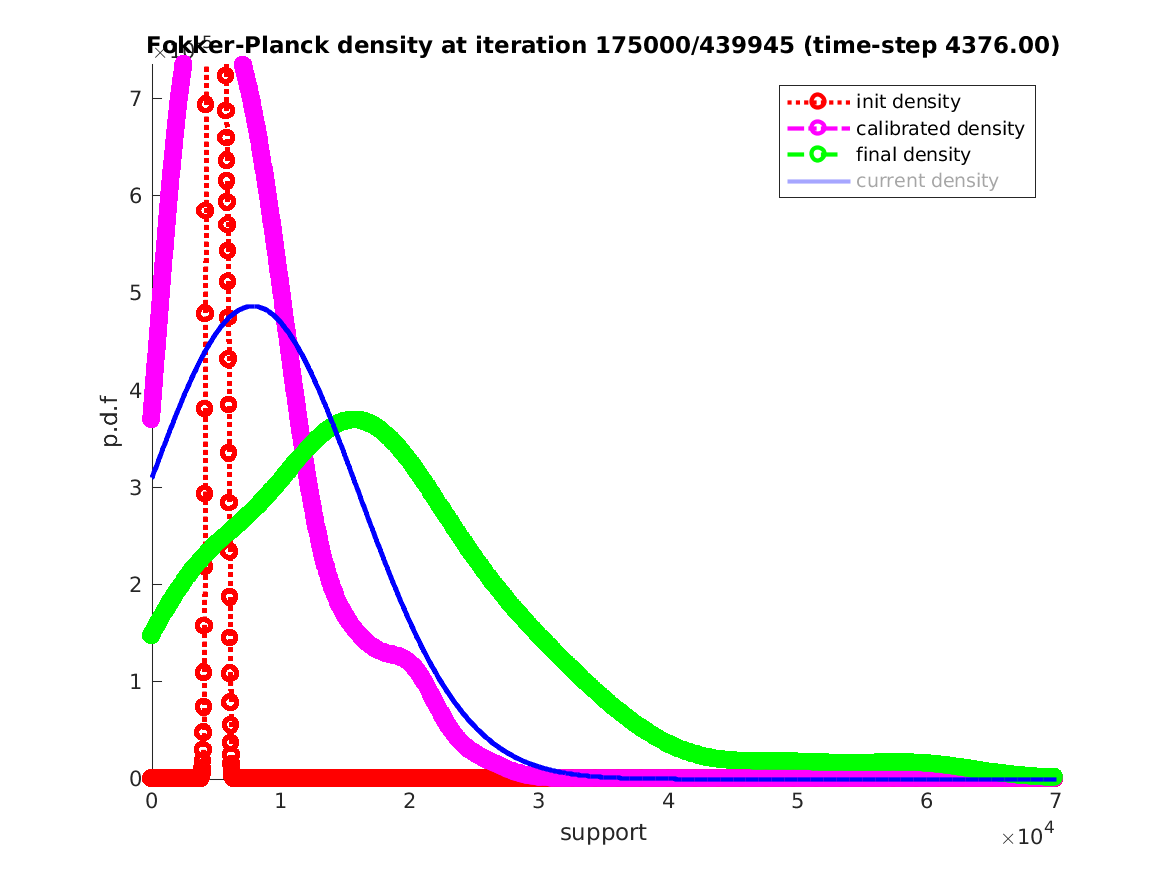 Fokker-Planck density at iteration 175000/439945 (time-step 4376.00)
init density
calibrated density
final density
current density
p.d.f
7
6
5
4
3
2
1
0
0 1 2 3 4 5 6 7
support
×10^4